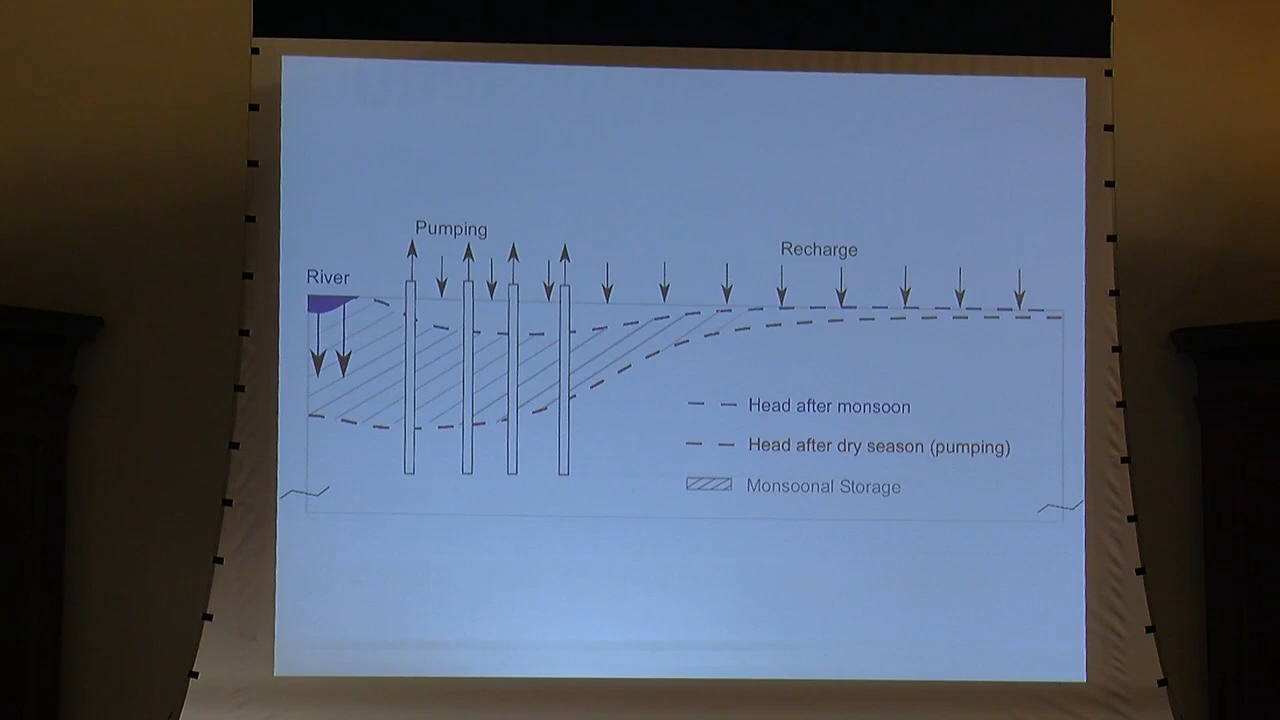 Pumping
Recharge
River
Head after monsoon
Head after dry season (pumping)
Monsoonal Storage